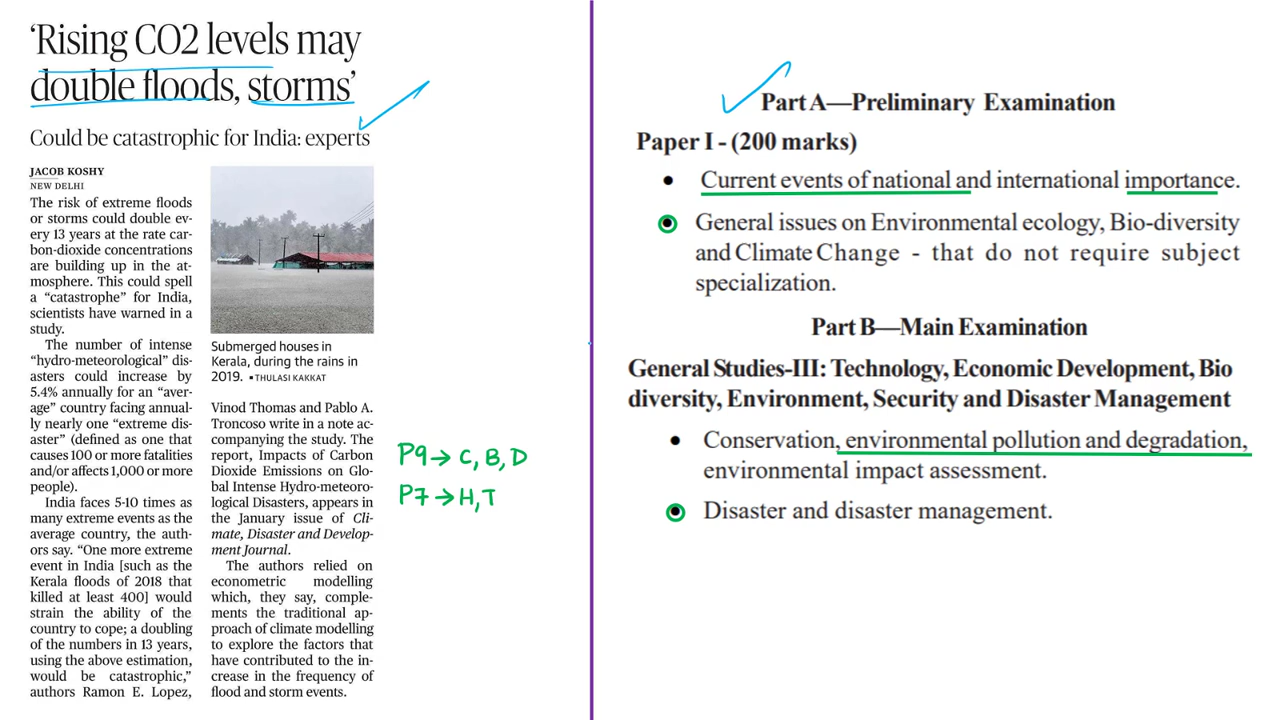 ‘Rising CO2 levels may
double floods, storms’
Could be catastrophic for India: experts
JACOB KOSHY
NEW DELHI
The risk of extreme floods
or storms could double ev-
ery 13 years at the rate car-
bon-dioxide concentrations
are building up in the at-
mosphere. This could spell
a “catastrophe” for India,
scientists have warned in a
study.
The number of intense
“hydro-meteorological” dis-
asters could increase by
5.4% annually for an “aver-
age” country facing annual-
ly nearly one “extreme dis-
aster” (defined as one that
causes 100 or more fatalities
and/or affects 1,000 or more
people).
India faces 5-10 times as
many extreme events as the
average country, the auth-
ors say. “One more extreme
event in India [such as the
Kerala floods of 2018 that
killed at least 400] would
strain the ability of the
country to cope; a doubling
of the numbers in 13 years,
using the above estimation,
would be catastrophic,”
authors Ramon E. Lopez,
Submerged houses in
Kerala, during the rains in
2019. ▪THULASI KAKKAT
Vinod Thomas and Pablo A.
Troncoso write in a note ac-
companying the study. The
report, Impacts of Carbon
Dioxide Emissions on Glo-
bal Intense Hydro-meteoro-
logical Disasters, appears in
the January issue of Cli-
mate, Disaster and Develop-
ment Journal.
The authors relied on
econometric modelling
which, they say, comple-
ments the traditional ap-
proach of climate modelling
to explore the factors that
have contributed to the in-
crease in the frequency of
flood and storm events.
P9 → C, B, D
P7 → H, T
Part A—Preliminary Examination
Paper I - (200 marks)
• Current events of national and international importance.
• General issues on Environmental ecology, Bio-diversity
and Climate Change - that do not require subject
specialization.
Part B—Main Examination
General Studies-III: Technology, Economic Development, Bio
diversity, Environment, Security and Disaster Management
• Conservation, environmental pollution and degradation,
environmental impact assessment.
• Disaster and disaster management.